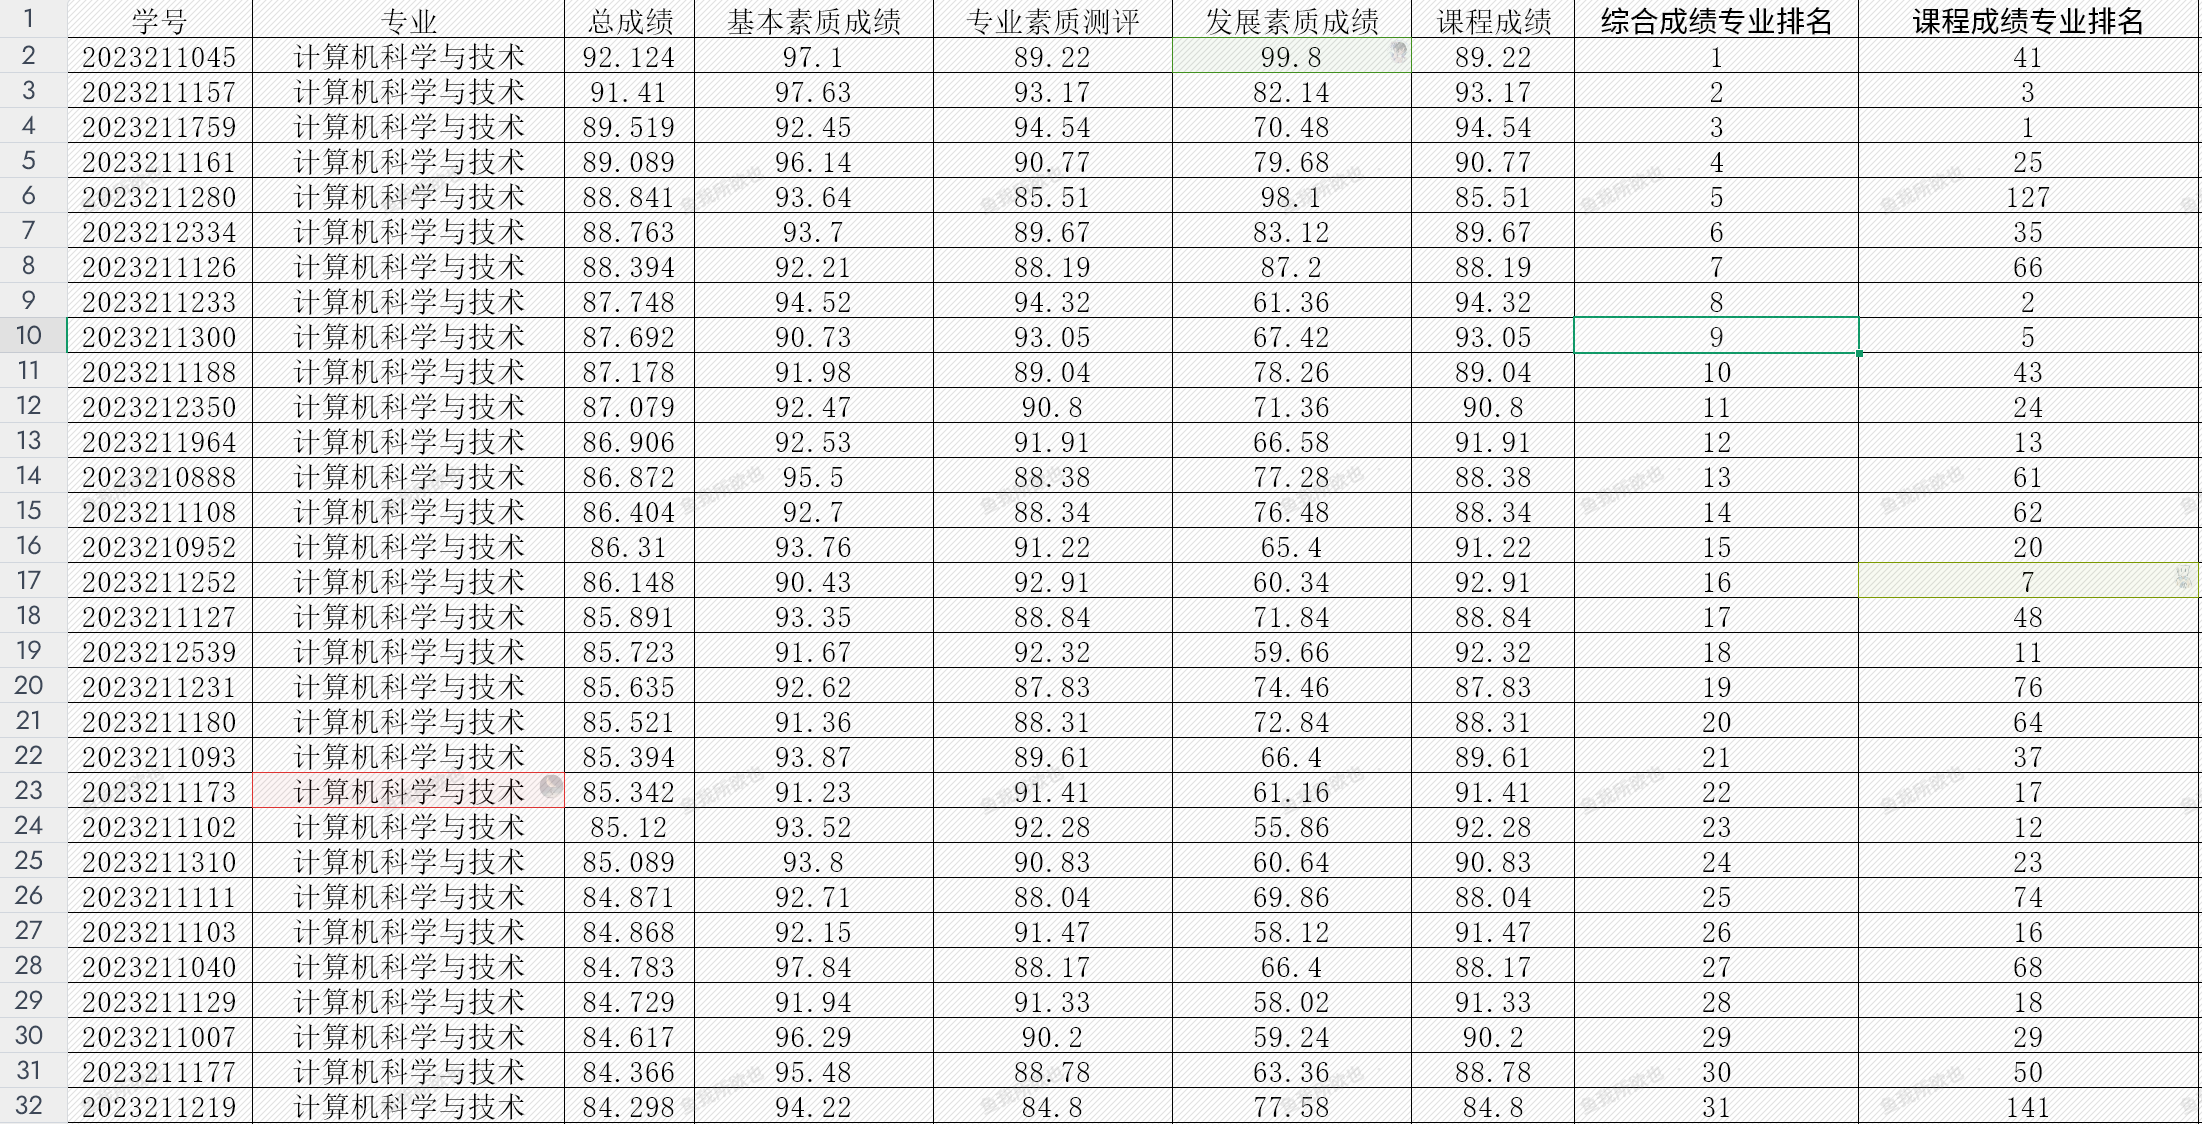 1 学号 专业 总成绩 基本素质成绩 专业素质测评 发展素质成绩 课程成绩 综合成绩专业排名 课程成绩专业排名
2 2023211045 计算机科学与技术 92.124 97.1 89.22 99.8 89.22 1 41
3 2023211157 计算机科学与技术 91.41 97.63 93.17 82.14 93.17 2 3
4 2023211759 计算机科学与技术 89.519 92.45 94.54 70.48 94.54 3 1
5 2023211161 计算机科学与技术 89.089 96.14 90.77 79.68 90.77 4 25
6 2023211280 计算机科学与技术 88.841 93.64 85.51 98.1 85.51 5 127
7 2023212334 计算机科学与技术 88.763 93.7 89.67 83.12 89.67 6 35
8 2023211126 计算机科学与技术 88.394 92.21 88.19 87.2 88.19 7 66
9 2023211233 计算机科学与技术 87.748 94.52 94.32 61.36 94.32 8 2
10 2023211300 计算机科学与技术 87.692 90.73 93.05 67.42 93.05 9 5
11 2023211188 计算机科学与技术 87.178 91.98 89.04 78.26 89.04 10 43
12 2023212350 计算机科学与技术 87.079 92.47 90.8 71.36 90.8 11 24
13 2023211964 计算机科学与技术 86.906 92.53 91.91 66.58 91.91 12 13
14 2023210888 计算机科学与技术 86.872 95.5 88.38 77.28 88.38 13 61
15 2023211108 计算机科学与技术 86.404 92.7 88.34 76.48 88.34 14 62
16 2023210952 计算机科学与技术 86.31 93.76 91.22 65.4 91.22 15 20
17 2023211252 计算机科学与技术 86.148 90.43 92.91 60.34 92.91 16 7
18 2023211127 计算机科学与技术 85.891 93.35 88.84 71.84 88.84 17 48
19 2023212539 计算机科学与技术 85.723 91.67 92.32 59.66 92.32 18 11
20 2023211231 计算机科学与技术 85.635 92.62 87.83 74.46 87.83 19 76
21 2023211180 计算机科学与技术 85.521 91.36 88.31 72.84 88.31 20 64
22 2023211093 计算机科学与技术 85.394 93.87 89.61 66.4 89.61 21 37
23 2023211173 计算机科学与技术 85.342 91.23 91.41 61.16 91.41 22 17
24 2023211102 计算机科学与技术 85.12 93.52 92.28 55.86 92.28 23 12
25 2023211310 计算机科学与技术 85.089 93.8 90.83 60.64 90.83 24 23
26 2023211111 计算机科学与技术 84.871 92.71 88.04 69.86 88.04 25 74
27 2023211103 计算机科学与技术 84.868 92.15 91.47 58.12 91.47 26 16
28 2023211040 计算机科学与技术 84.783 97.84 88.17 66.4 88.17 27 68
29 2023211129 计算机科学与技术 84.729 91.94 91.33 58.02 91.33 28 18
30 2023211007 计算机科学与技术 84.617 96.29 90.2 59.24 90.2 29 29
31 2023211177 计算机科学与技术 84.366 95.48 88.78 63.36 88.78 30 50
32 2023211219 计算机科学与技术 84.298 94.22 84.8 77.58 84.8 31 141
鱼我所欲也